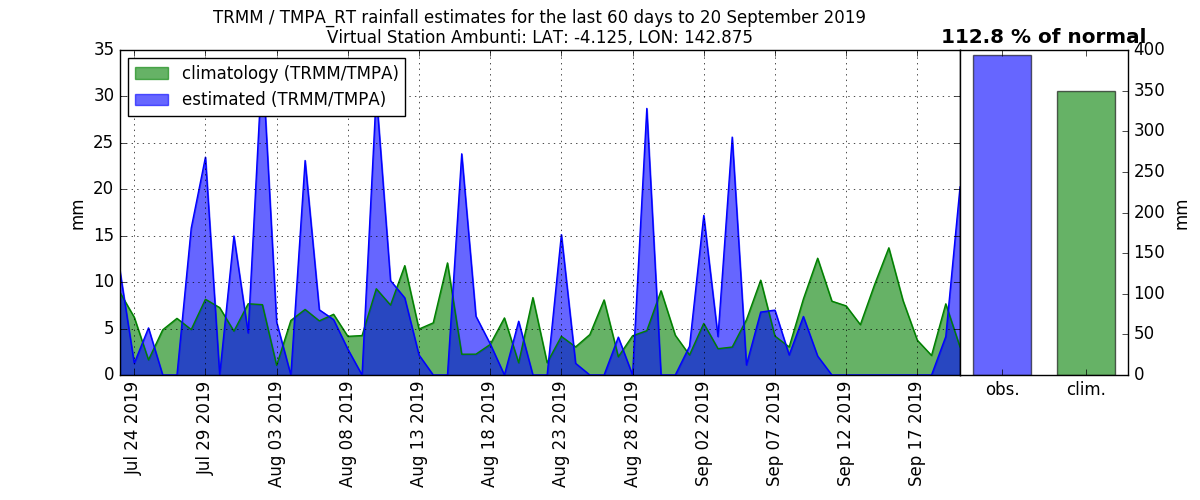 TRMM / TMPA_RT rainfall estimates for the last 60 days to 20 September 2019
Virtual Station Ambunti: LAT: -4.125, LON: 142.875
112.8 % of normal
climatology (TRMM/TMPA)
estimated (TRMM/TMPA)
mm
35
30
25
20
15
10
5
0
Jul 24 2019
Jul 29 2019
Aug 03 2019
Aug 08 2019
Aug 13 2019
Aug 18 2019
Aug 23 2019
Aug 28 2019
Sep 02 2019
Sep 07 2019
Sep 12 2019
Sep 17 2019
400
350
300
250
200
150
100
50
0
mm
obs.
clim.